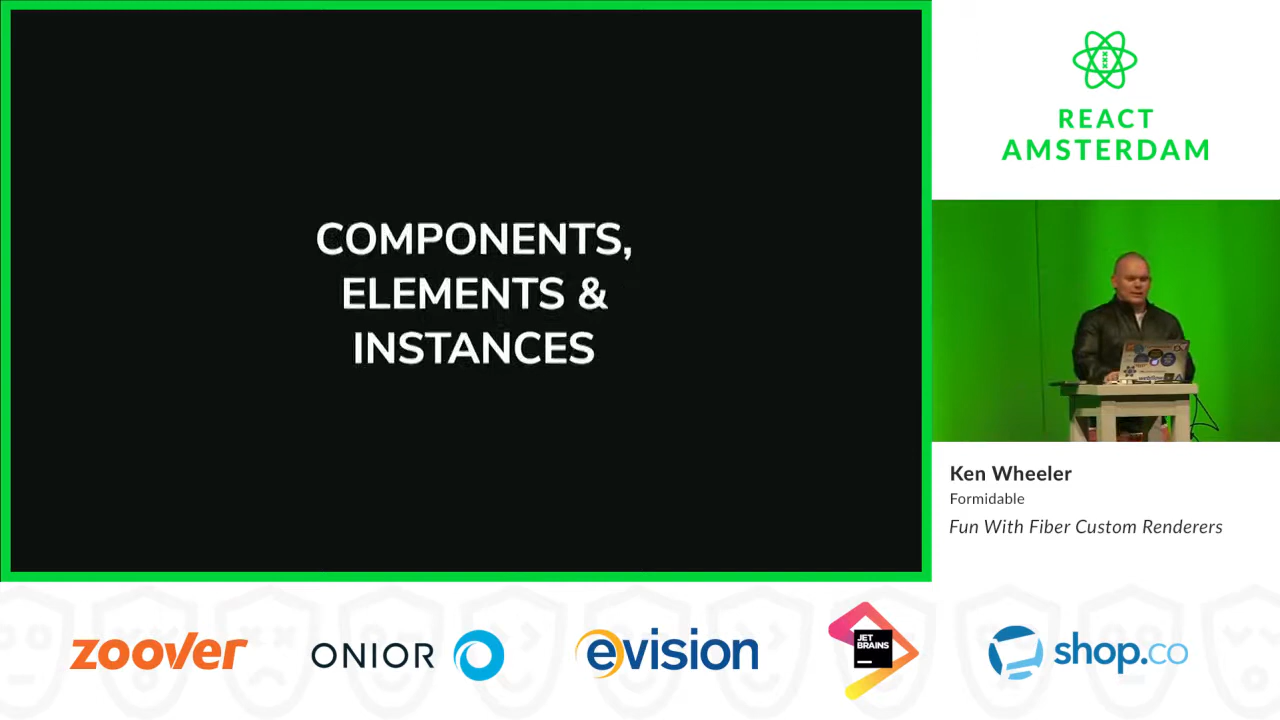 COMPONENTS,
ELEMENTS &
INSTANCES
REACT
AMSTERDAM
Ken Wheeler
Formidable
Fun With Fiber Custom Renderers
zoover
ONIOR
evision
JET
BRAINS
shop.co